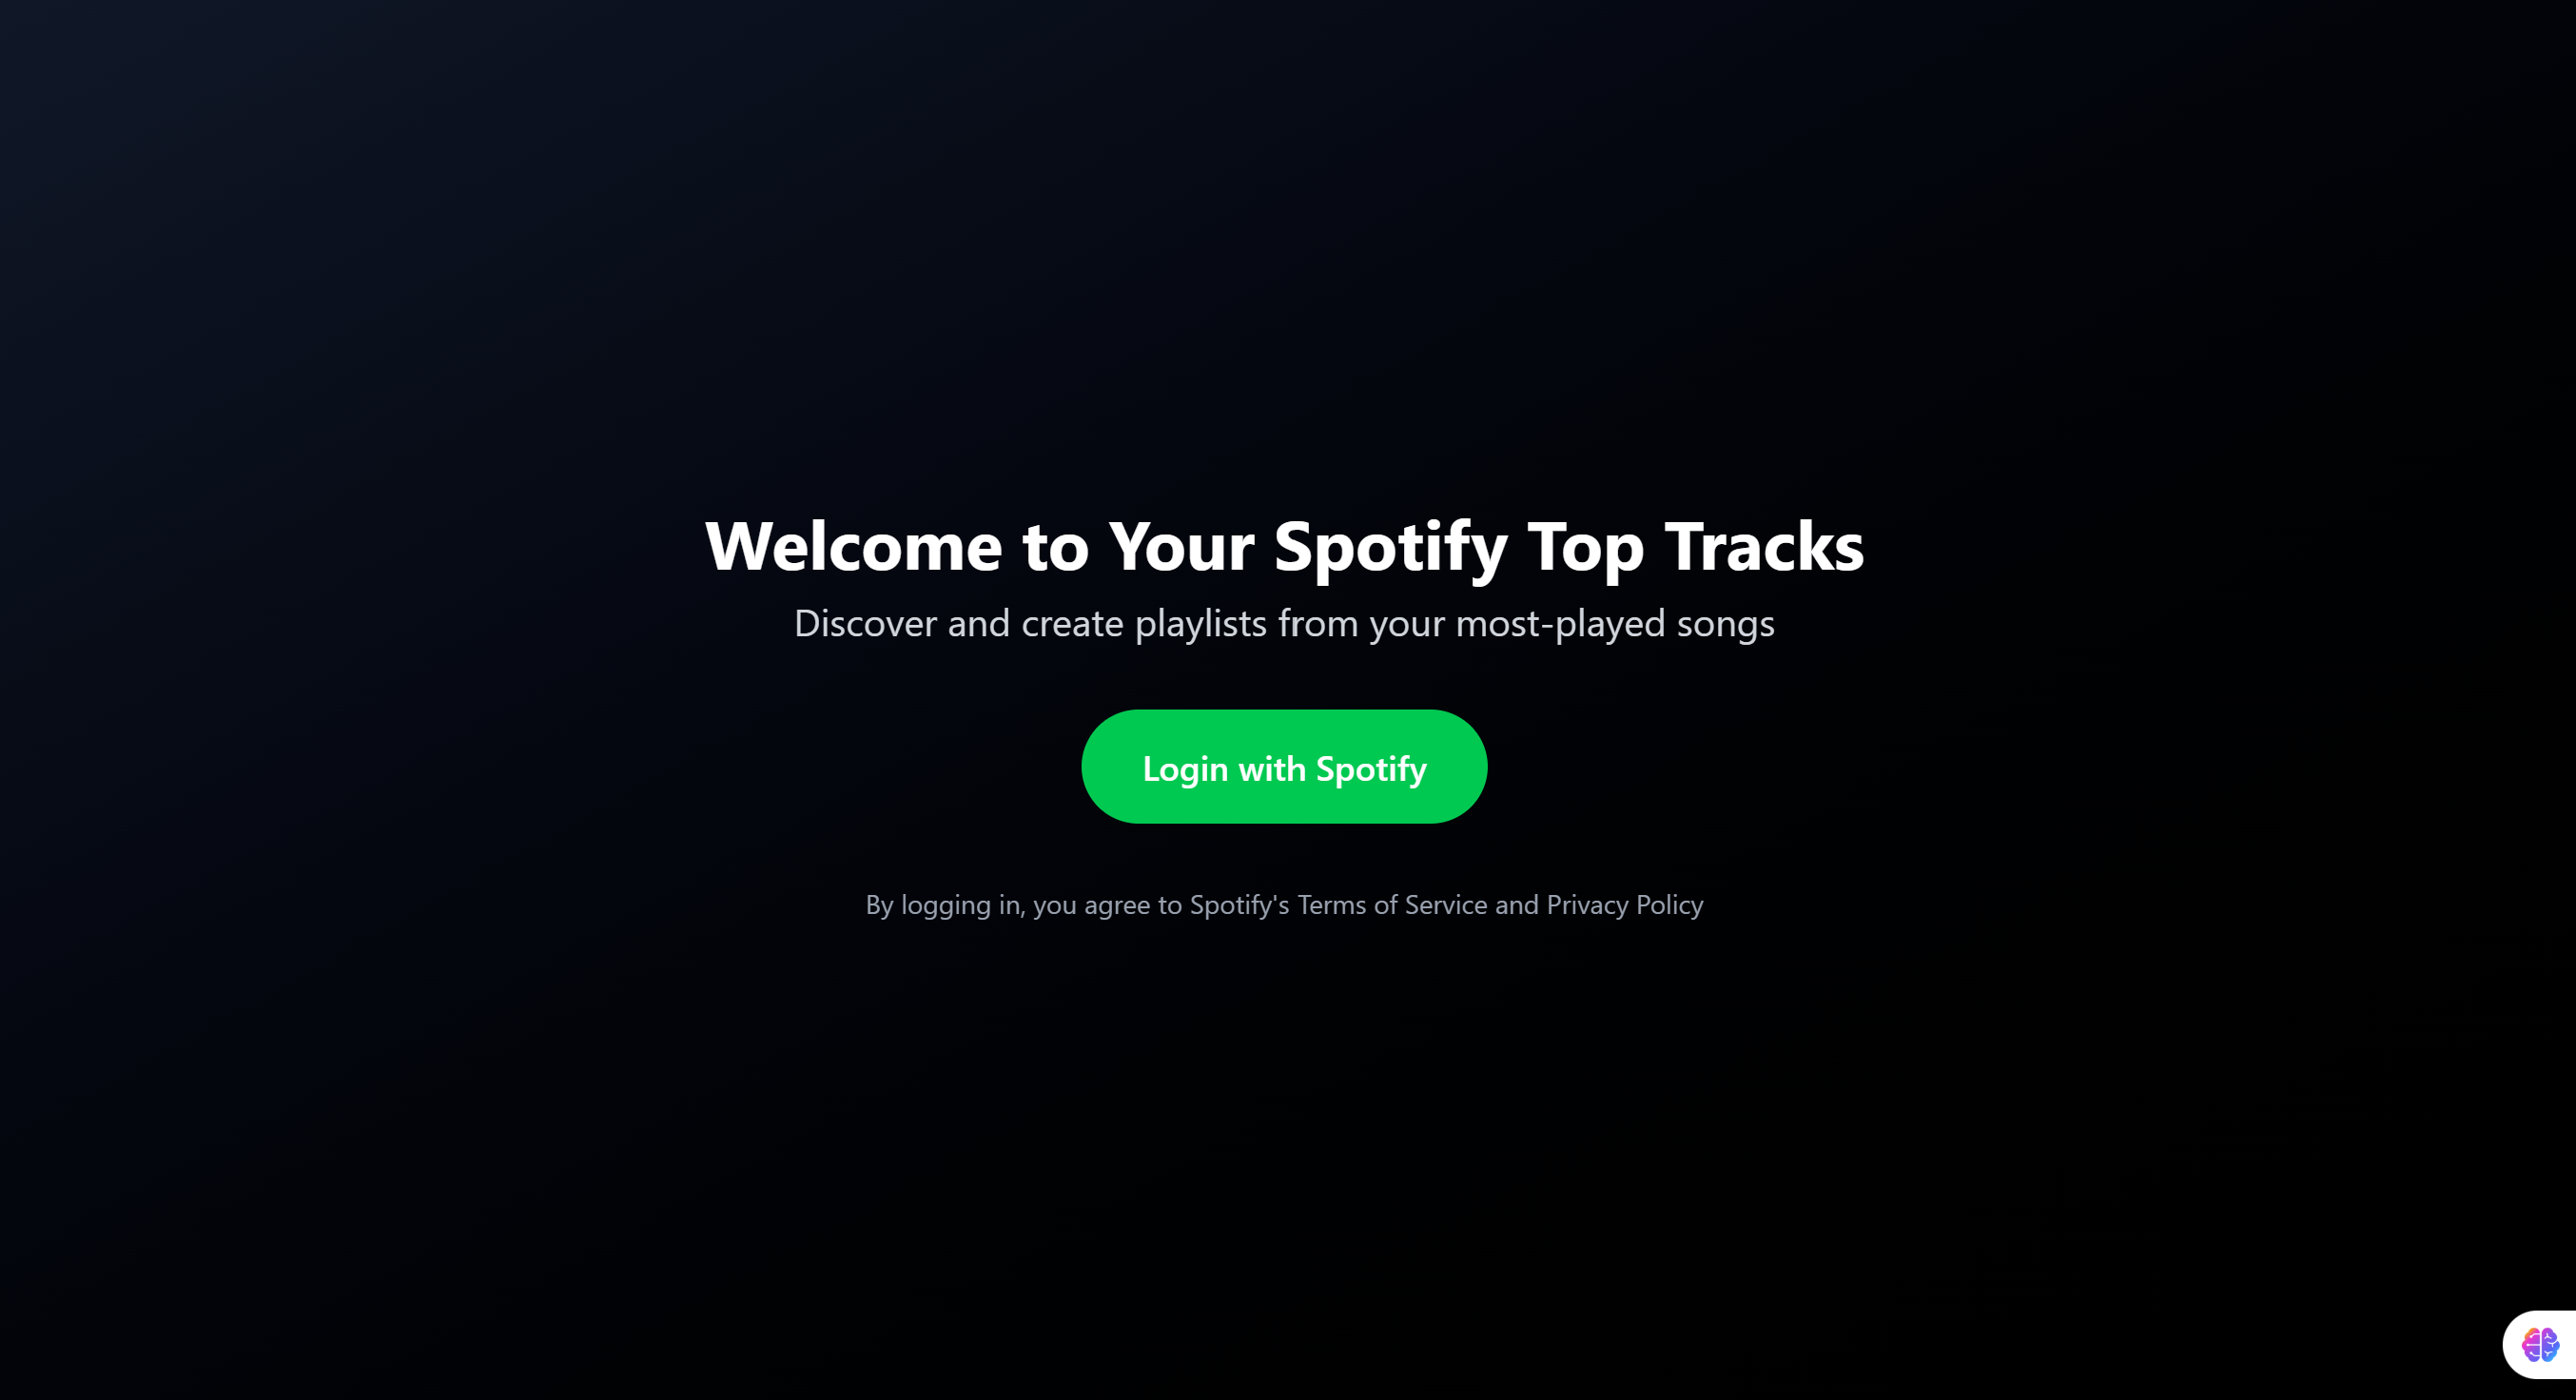 Welcome to Your Spotify Top Tracks
Discover and create playlists from your most-played songs
Login with Spotify
By logging in, you agree to Spotify's Terms of Service and Privacy Policy